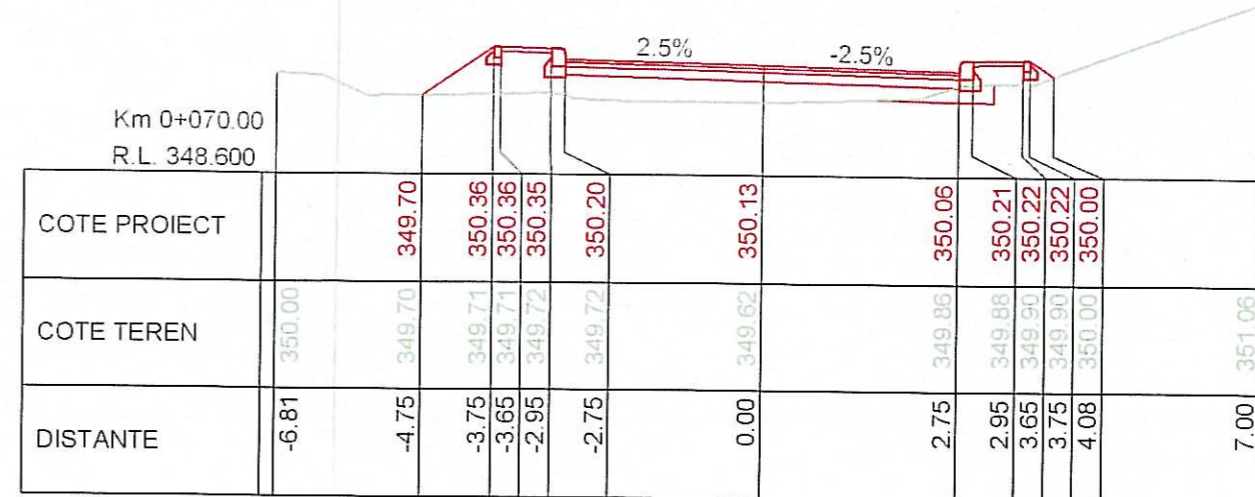 2.5% -2.5%
Km 0+070.00
R.L. 348.600
COTE PROIECT 349.70 350.36 350.36 350.35 350.20 350.13 350.06 350.21 350.22 350.22 350.00
COTE TEREN 350.00 349.70 349.71 349.71 349.72 349.72 349.62 349.86 349.88 349.90 349.90 350.00 351.06
DISTANTE -6.81 -4.75 -3.75 -3.65 -2.95 -2.75 0.00 2.75 2.95 3.65 3.75 4.08 7.00